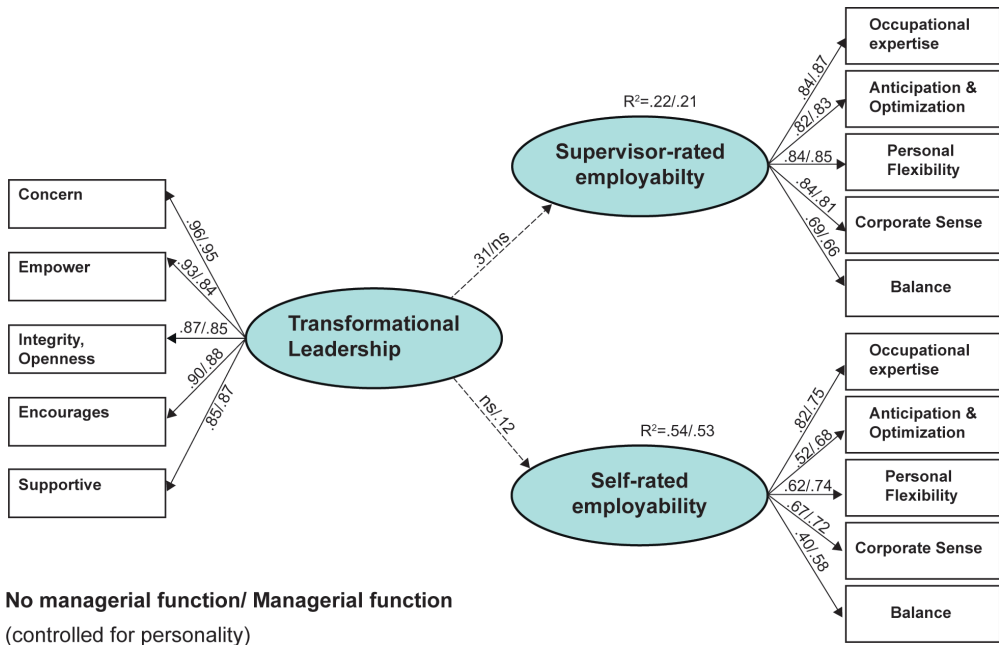 Concern
Empower
Integrity,
Openness
Encourages
Supportive
.96/.95
.93/.84
.87/.85
.90/.88
.85/.87
Transformational
Leadership
.31/ns
ns/.12
R²=.22/.21
Supervisor-rated
employabilty
.84/.87
.82/.83
.84/.85
.84/.81
.69/.66
Occupational
expertise
Anticipation &
Optimization
Personal
Flexibility
Corporate Sense
Balance
R²=.54/.53
Self-rated
employability
.82/.75
.52/.68
.62/.74
.67/.72
.40/.58
Occupational
expertise
Anticipation &
Optimization
Personal
Flexibility
Corporate Sense
Balance
No managerial function/ Managerial function
(controlled for personality)